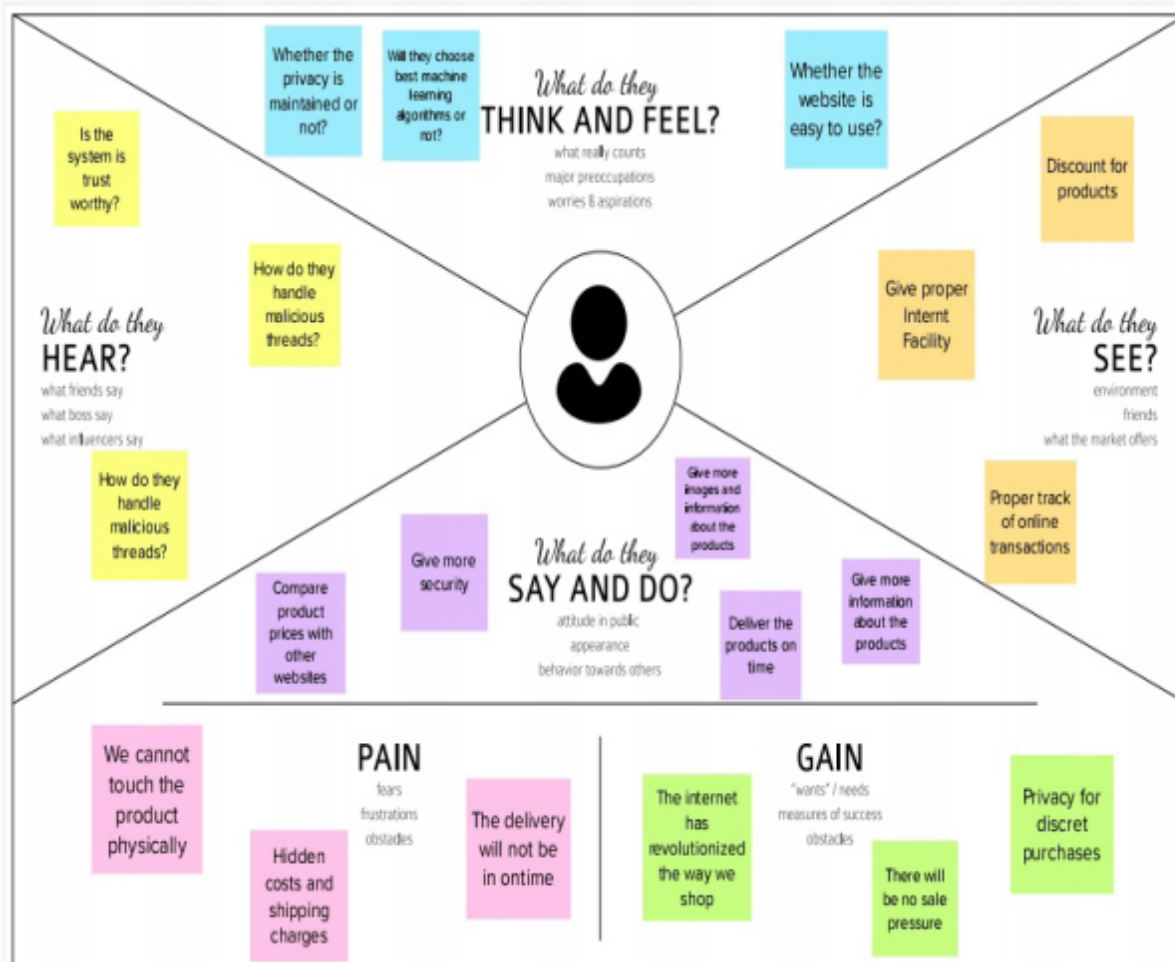 Whether the
privacy is
maintained or
not?
Will they choose
best machine
learning
algorithms or
not?
What do they
THINK AND FEEL?
what really counts
major preoccupations
worries & aspirations
Whether the
website is
easy to use?
Is the
system is
trust
worthy?
How do they
handle
malicious
threads?
What do they
HEAR?
what friends say
what boss say
what influencers say
How do they
handle
malicious
threads?
Discount for
products
Give proper
Internt
Facility
What do they
SEE?
environment
friends
what the market offers
Proper track
of online
transactions
Compare
product
prices with
other
websites
Give more
security
What do they
SAY AND DO?
attitude in public
appearance
behavior towards others
Give more
images and
information
about the
products
Deliver the
products on
time
Give more
information
about the
products
We cannot
touch the
product
physically
PAIN
fears
frustrations
obstacles
Hidden
costs and
shipping
charges
The delivery
will not be
in ontime
The internet
has
revolutionized
the way we
shop
GAIN
"wants" / needs
measures of success
obstacles
There will
be no sale
pressure
Privacy for
discret
purchases